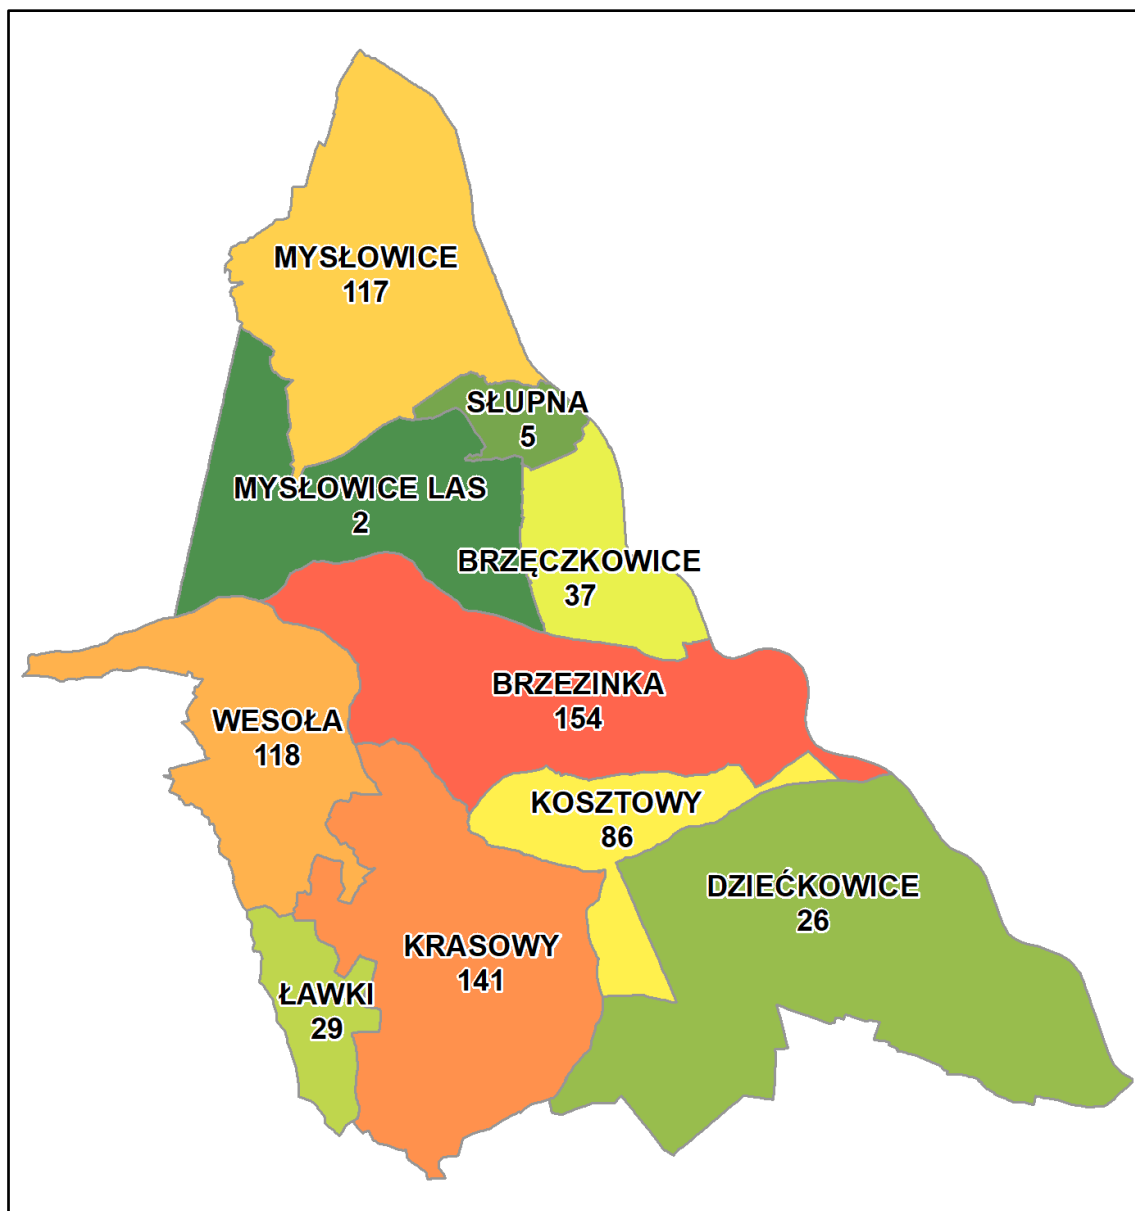 MYSŁOWICE
117
SŁUPNA
5
MYSŁOWICE LAS
2
BRZĘCZKOWICE
37
BRZEZINKA
154
WESOŁA
118
KOSZTOWY
86
DZIEĆKOWICE
26
KRASOWY
141
ŁAWKI
29